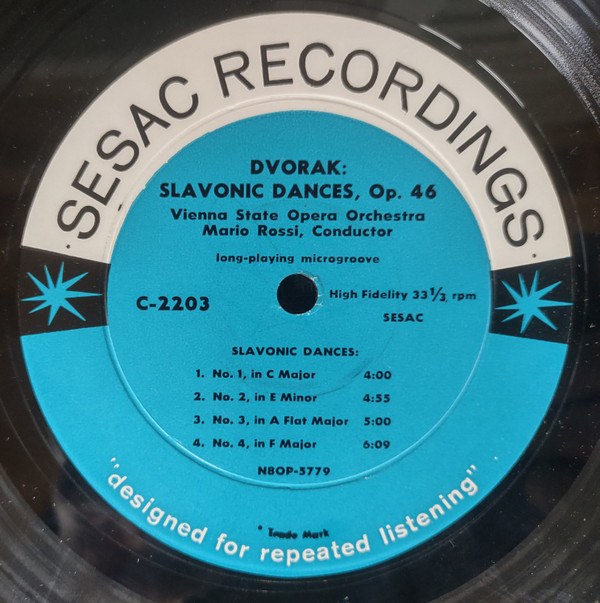 SESAC RECORDINGS
DVORAK:
SLAVONIC DANCES, Op. 46
Vienna State Opera Orchestra
Mario Rossi, Conductor
long-playing microgroove
C-2203
High Fidelity 33 1/3 rpm
SESAC
SLAVONIC DANCES:
1. No. 1, in C Major 4:00
2. No. 2, in E Minor 4:55
3. No. 3, in A Flat Major 5:00
4. No. 4, in F Major 6:09
N8OP-5779
* Trade Mark
"designed for repeated listening"